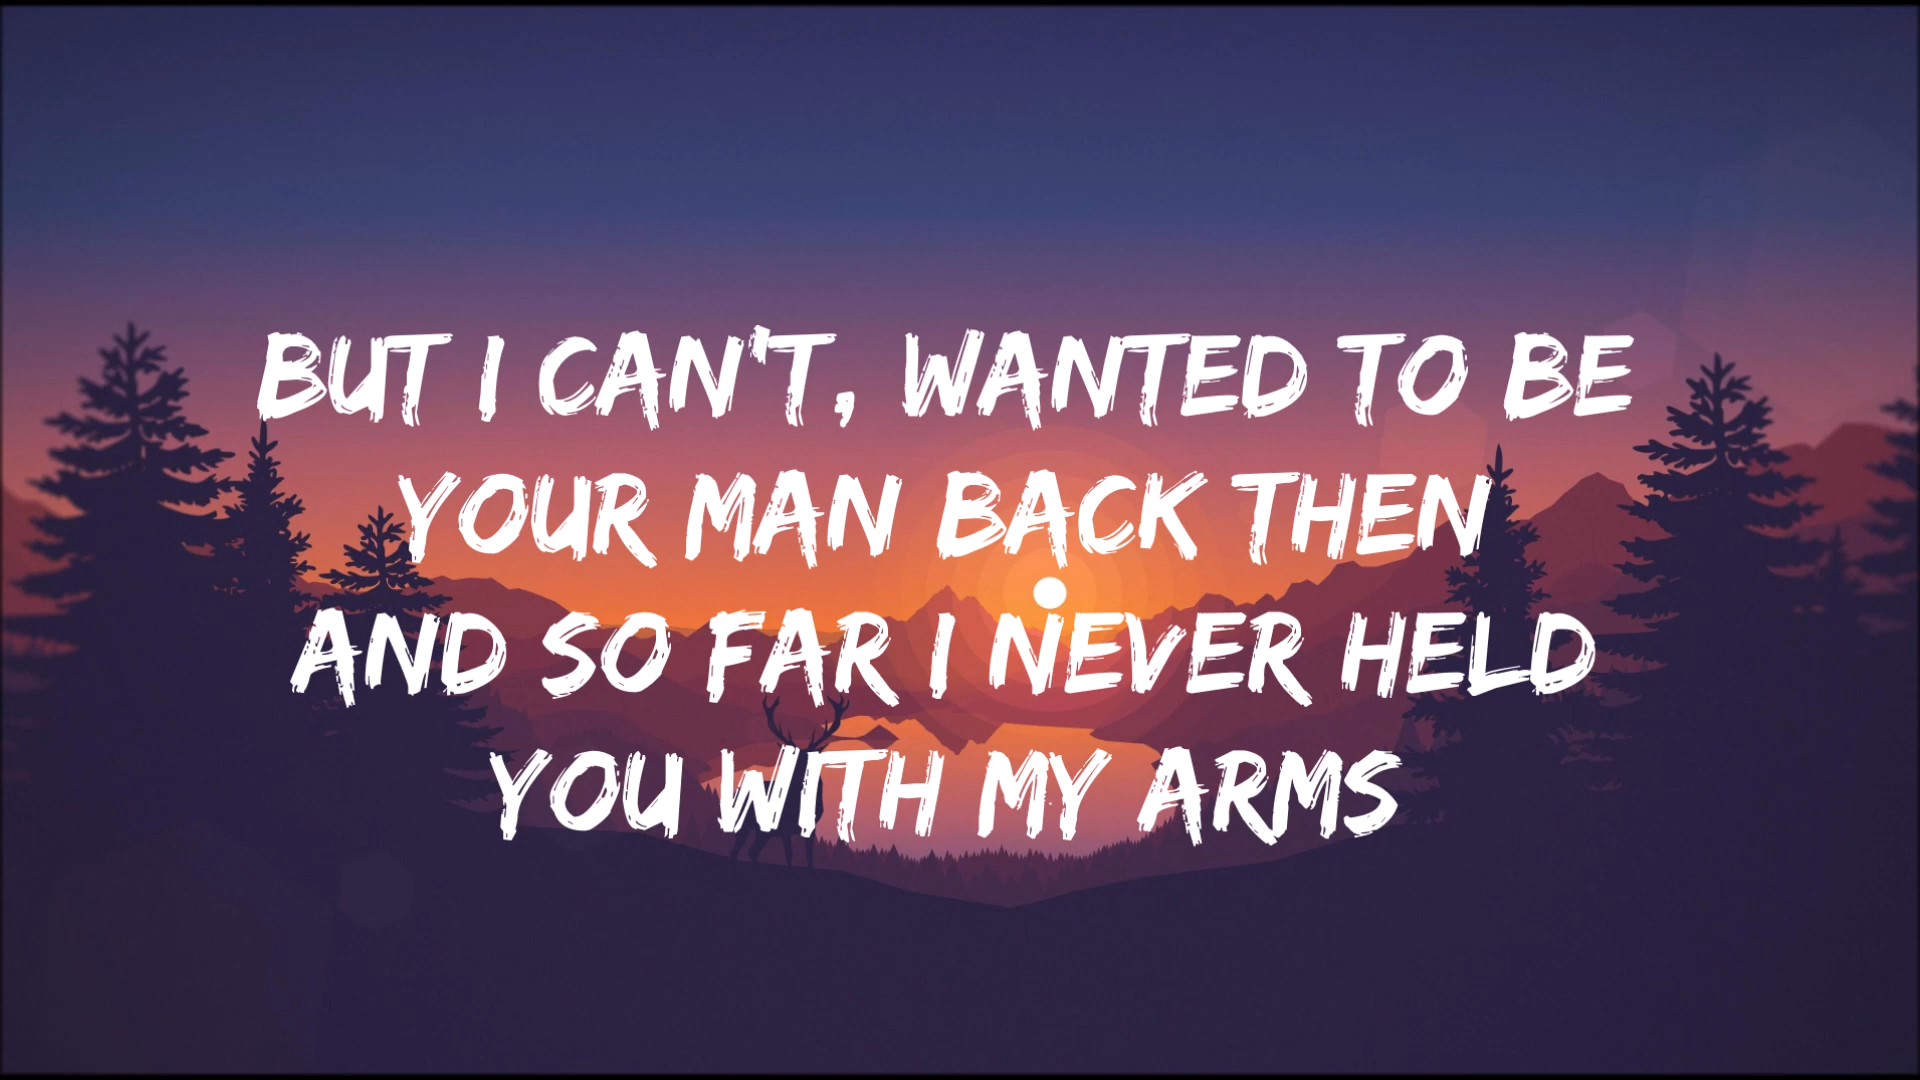 BUT I CAN'T, WANTED TO BE
YOUR MAN BACK THEN
AND SO FAR I NEVER HELD
YOU WITH MY ARMS